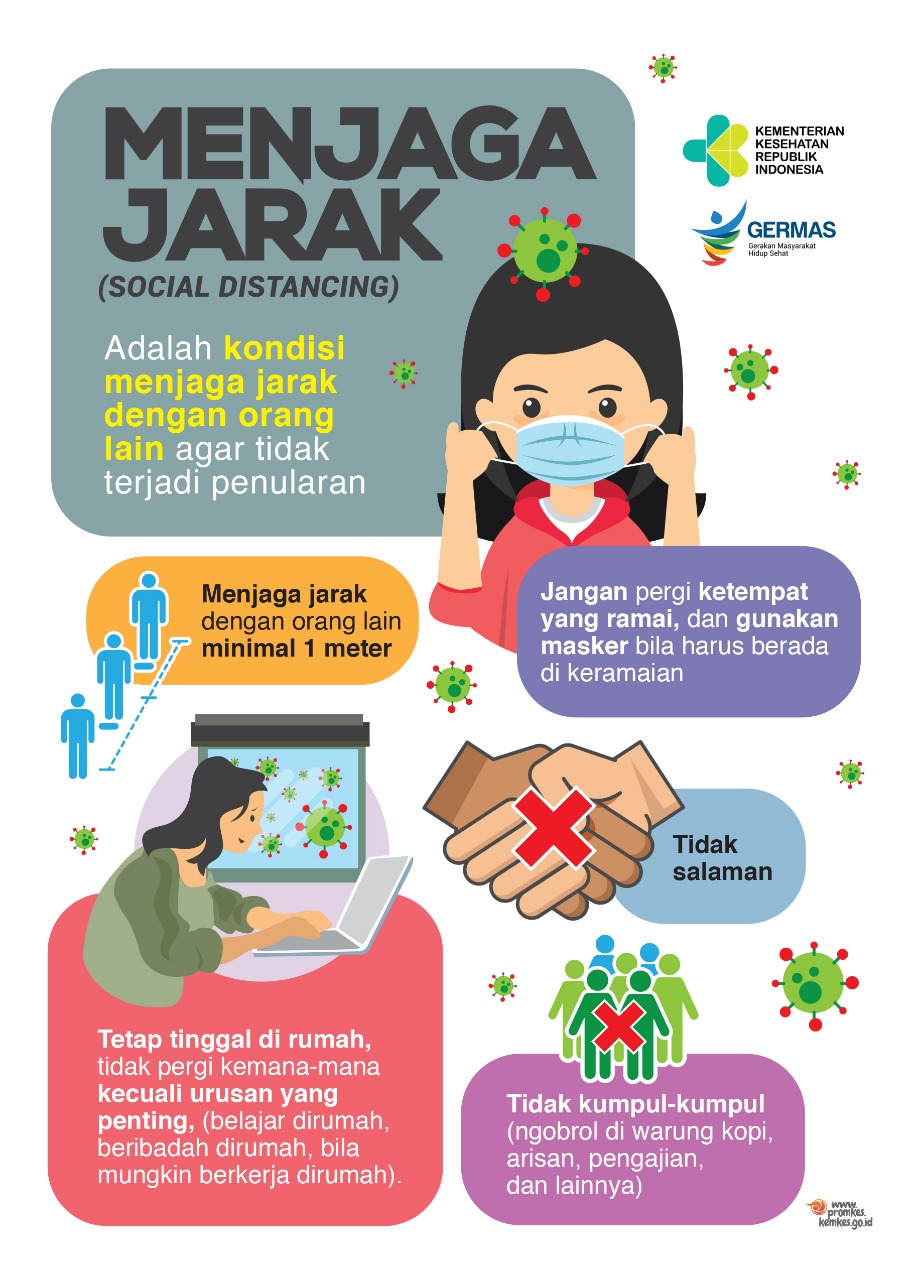 MENJAGA
JARAK
(SOCIAL DISTANCING)
Adalah kondisi
menjaga jarak
dengan orang
lain agar tidak
terjadi penularan
KEMENTERIAN
KESEHATAN
REPUBLIK
INDONESIA
GERMAS
Gerakan Masyarakat
Hidup Sehat
Menjaga jarak
dengan orang lain
minimal 1 meter
Jangan pergi ketempat
yang ramai, dan gunakan
masker bila harus berada
di keramaian
Tidak
salaman
Tetap tinggal di rumah,
tidak pergi kemana-mana
kecuali urusan yang
penting, (belajar dirumah,
beribadah dirumah, bila
mungkin berkerja dirumah).
Tidak kumpul-kumpul
(ngobrol di warung kopi,
arisan, pengajian,
dan lainnya)
www.
promkes.
kemkes.go.id